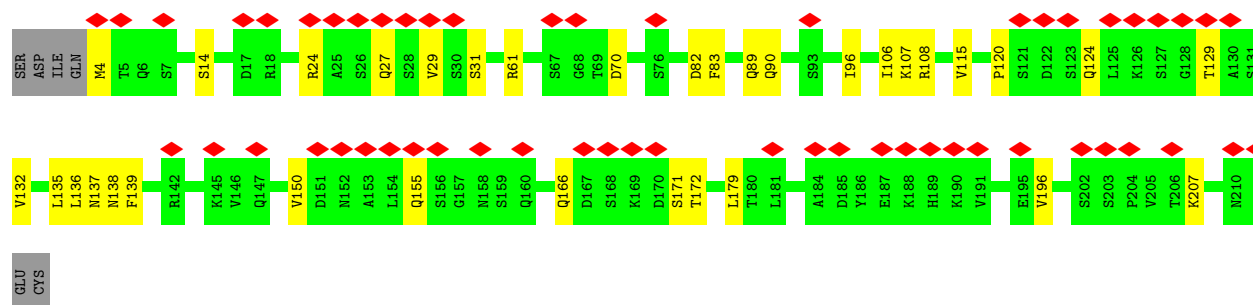 SER ASP ILE GLN M4 T5 Q6 S7 S14 D17 R18 R24 A25 S26 Q27 S28 V29 S30 S31 R61 S67 G68 T69 D70 S76 D82 F83 Q89 Q90 S93 I96 I106 K107 R108 V115 P120 S121 D122 S123 Q124 L125 K126 S127 G128 T129 A130 S131
V132 L135 L136 N137 N138 F139 R142 K145 V146 Q147 V150 D151 N152 A153 L154 Q155 S156 G157 N158 S159 Q160 Q166 D167 S168 K169 D170 S171 T172 L179 T180 L181 A184 D185 Y186 E187 K188 H189 K190 V191 E195 V196 S202 S203 P204 V205 T206 K207 N210
GLU CYS